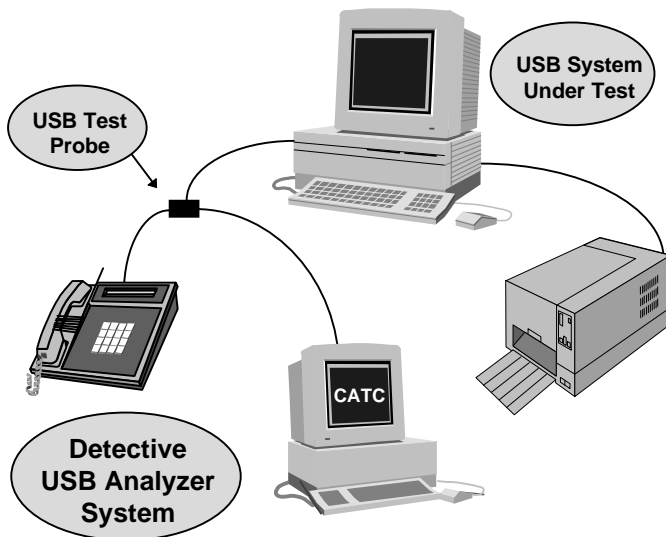 USB System
Under Test
USB Test
Probe
CATC
Detective
USB Analyzer
System